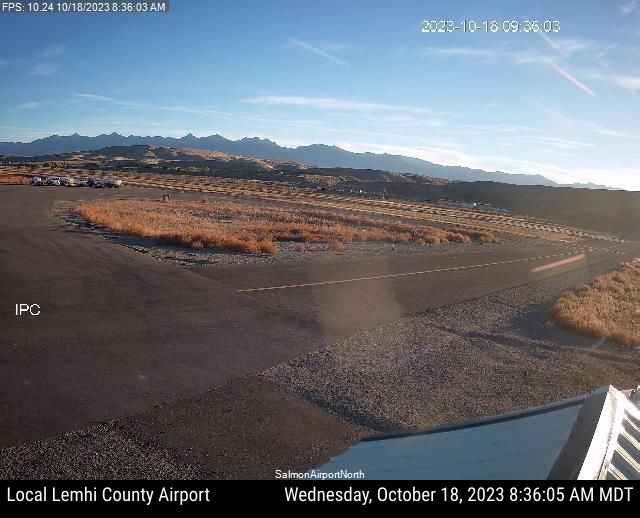 FPS: 10.24 10/18/2023 8:36:03 AM
2023-10-18 09:36:03
IPC
SalmonAirportNorth
Local Lemhi County Airport
Wednesday, October 18, 2023 8:36:05 AM MDT